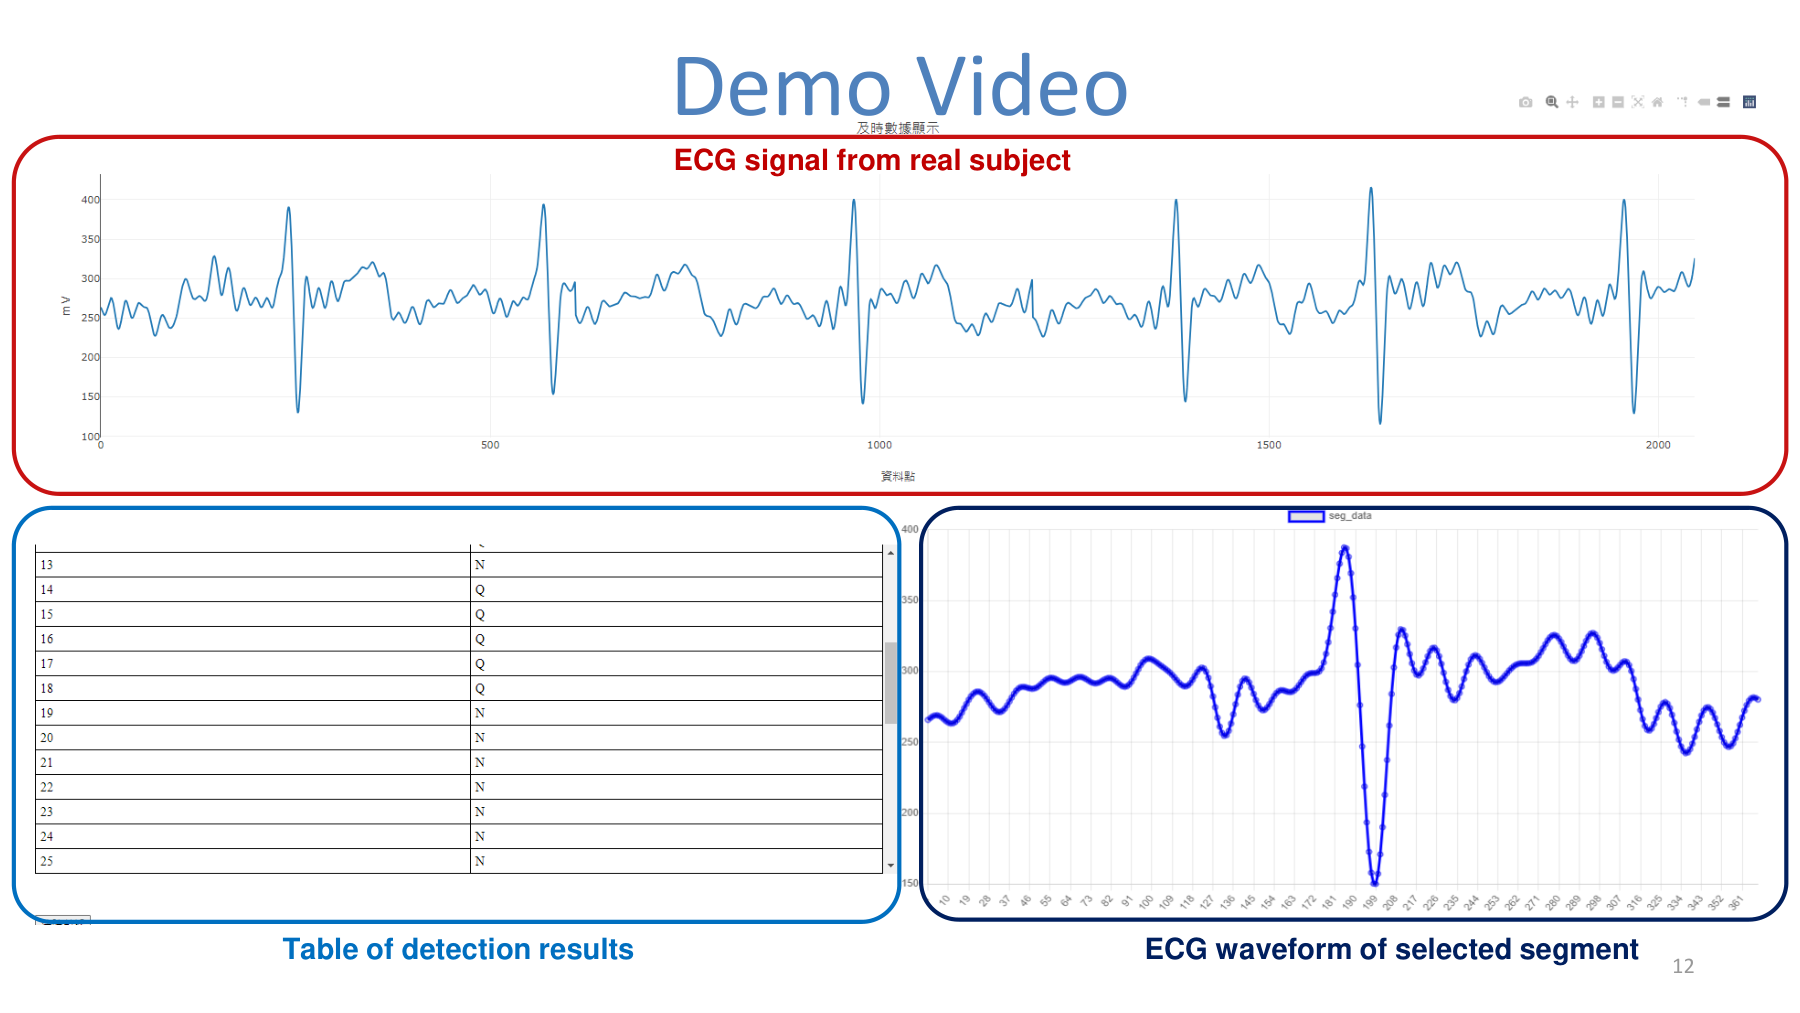 Demo Video
及時數據顯示
ECG signal from real subject
400
350
300
250
200
150
100
m V
0 500 1000 1500 2000
資料點
13 N
14 Q
15 Q
16 Q
17 Q
18 Q
19 N
20 N
21 N
22 N
23 N
24 N
25 N
Table of detection results
seg_data
400
350
300
250
200
150
10 19 28 37 46 55 64 73 82 91 100 109 118 127 136 145 154 163 172 181 190 199 208 217 226 235 244 253 262 271 280 289 298 307 316 325 334 343 352 361
ECG waveform of selected segment
12